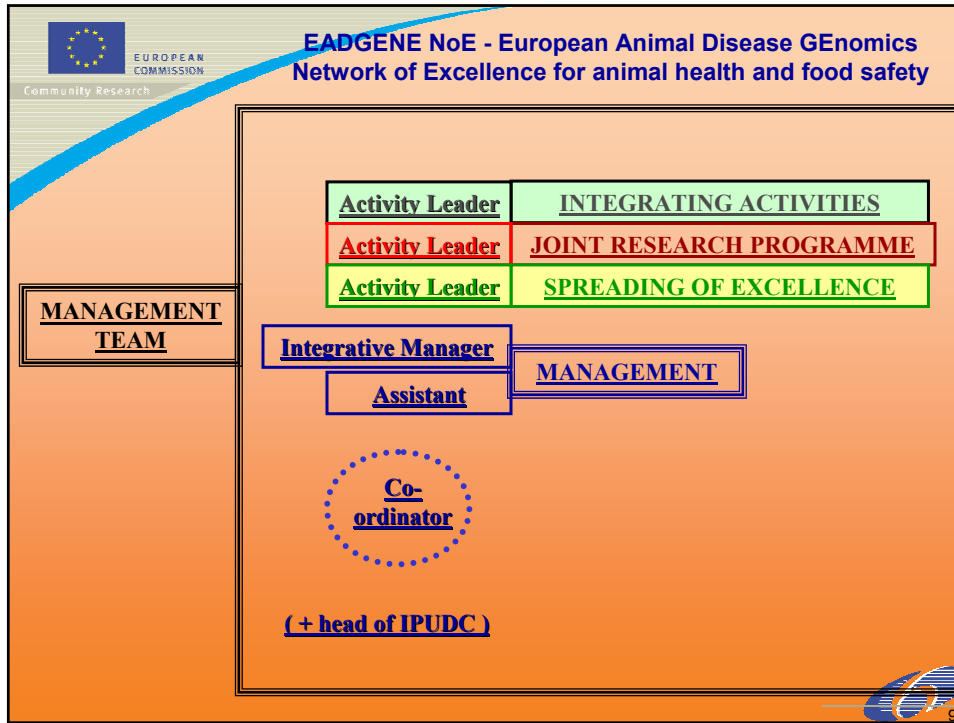 EUROPEAN
COMMISSION
Community Research
EADGENE NoE - European Animal Disease GEnomics
Network of Excellence for animal health and food safety
Activity Leader INTEGRATING ACTIVITIES
Activity Leader JOINT RESEARCH PROGRAMME
Activity Leader SPREADING OF EXCELLENCE
MANAGEMENT
TEAM
Integrative Manager
MANAGEMENT
Assistant
Co-
ordinator
( + head of IPUDC )
9